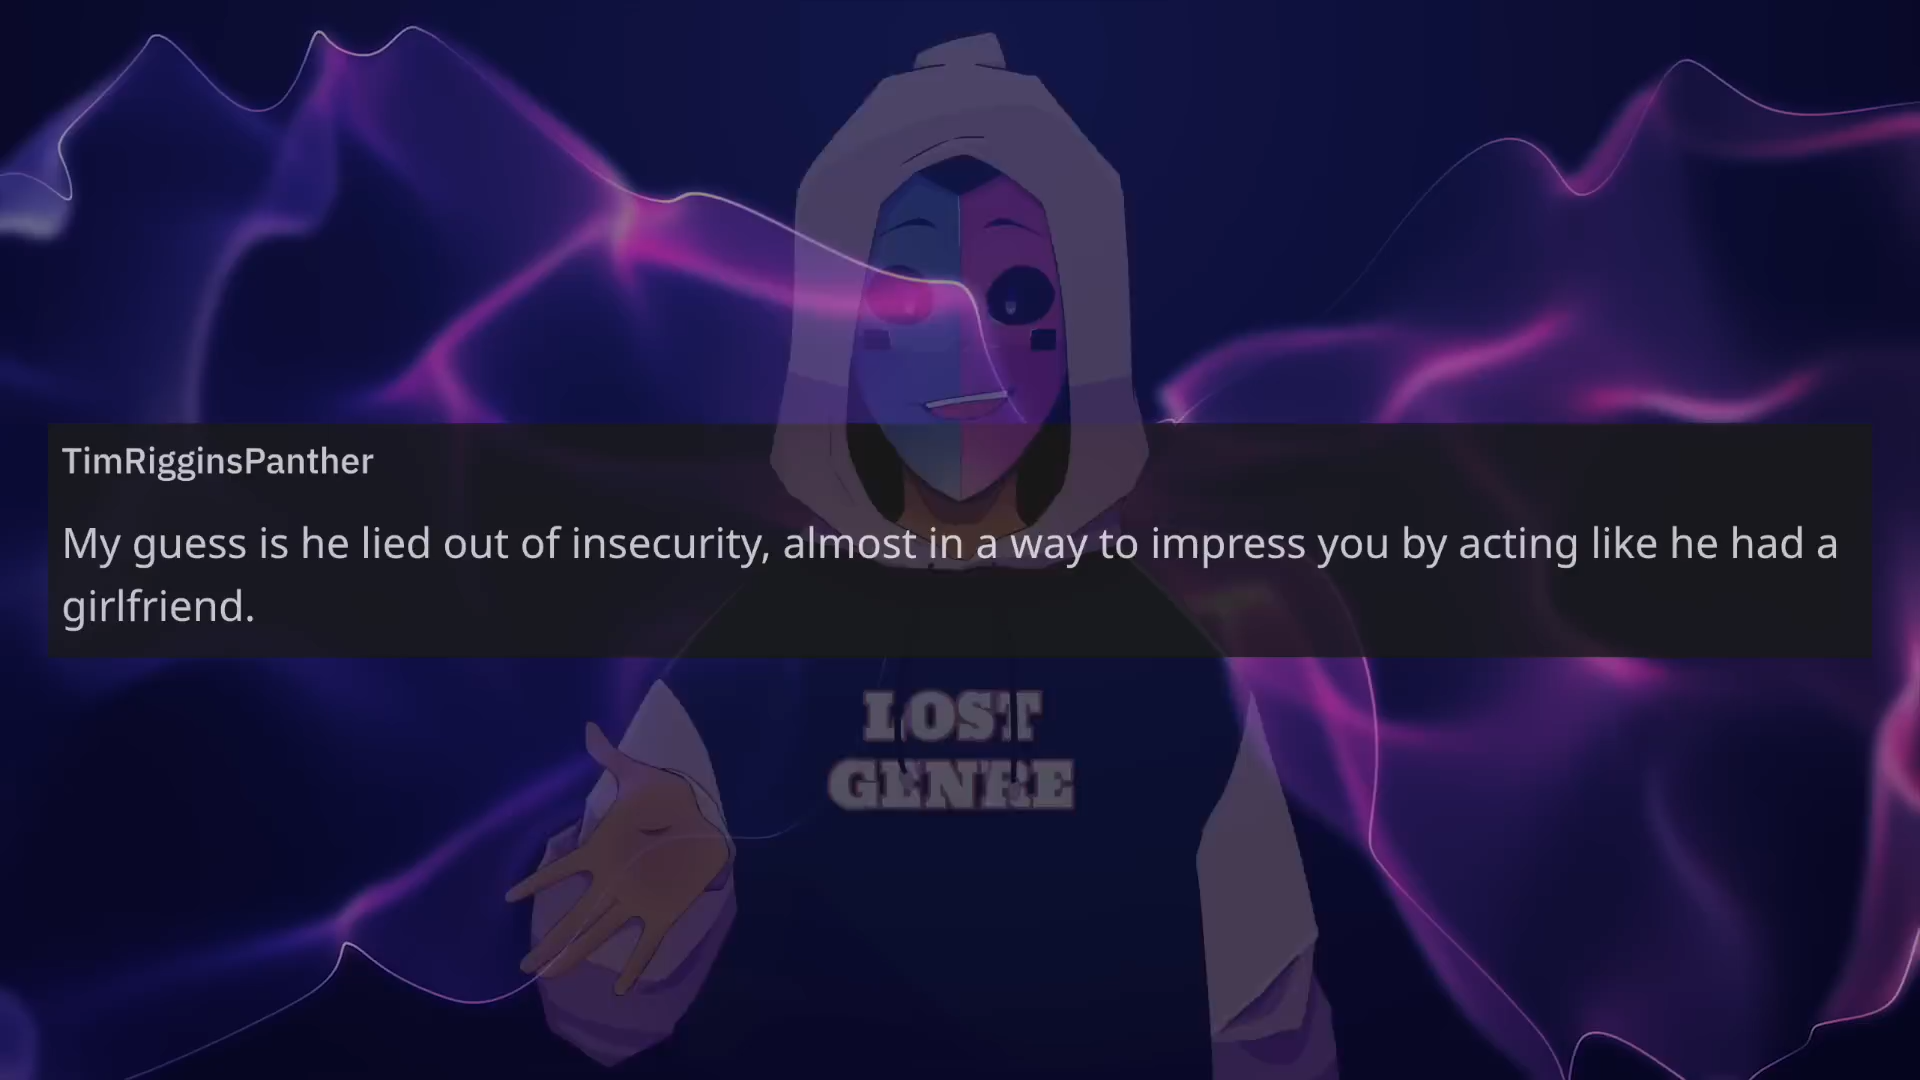 TimRigginsPanther
My guess is he lied out of insecurity, almost in a way to impress you by acting like he had a
girlfriend.
LOST
GENRE